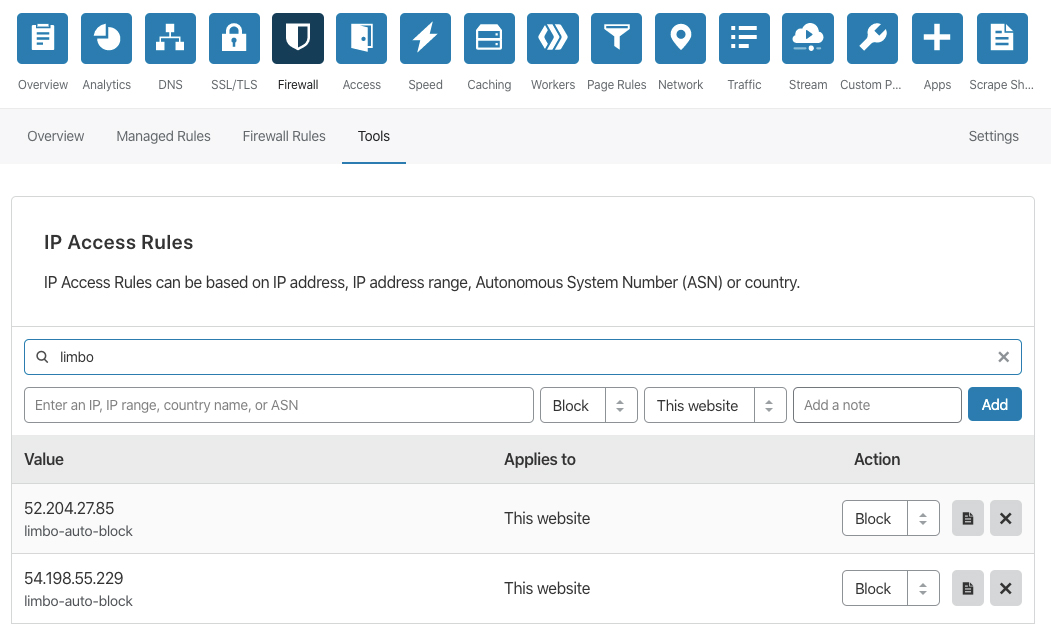 Overview Analytics DNS SSL/TLS Firewall Access Speed Caching Workers Page Rules Network Traffic Stream Custom P... Apps Scrape Sh...
Overview Managed Rules Firewall Rules Tools Settings
IP Access Rules
IP Access Rules can be based on IP address, IP address range, Autonomous System Number (ASN) or country.
limbo
Enter an IP, IP range, country name, or ASN Block This website Add a note Add
Value Applies to Action
52.204.27.85
limbo-auto-block
This website Block
54.198.55.229
limbo-auto-block
This website Block